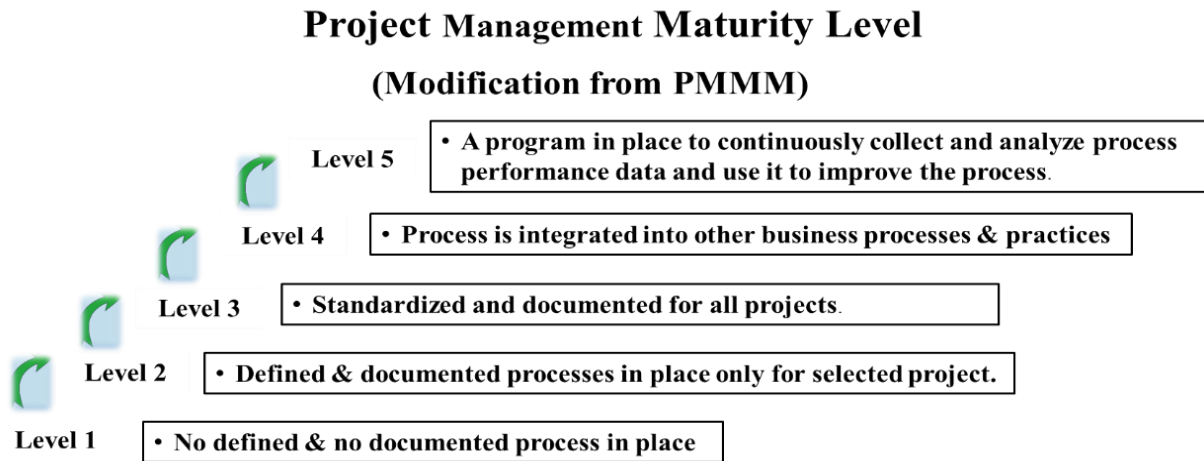 Project Management Maturity Level
(Modification from PMMM)
Level 5
• A program in place to continuously collect and analyze process
performance data and use it to improve the process.
Level 4
• Process is integrated into other business processes & practices
Level 3
• Standardized and documented for all projects.
Level 2
• Defined & documented processes in place only for selected project.
Level 1
• No defined & no documented process in place